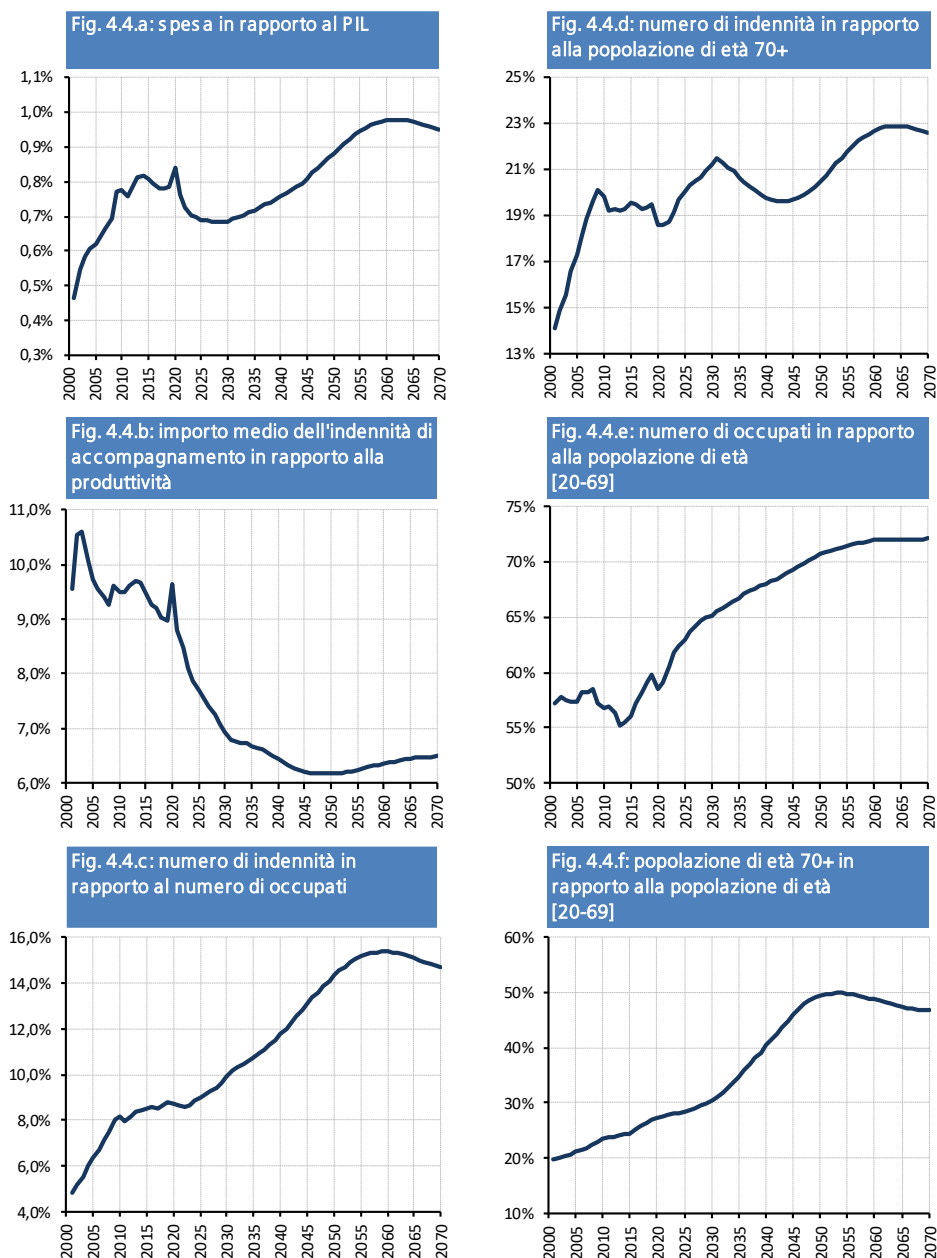 Fig. 4.4.a: spesa in rapporto al PIL
1,1%
1,0%
0,9%
0,8%
0,7%
0,6%
0,5%
0,4%
0,3%
2000 2005 2010 2015 2020 2025 2030 2035 2040 2045 2050 2055 2060 2065 2070
Fig. 4.4.d: numero di indennità in rapporto
alla popolazione di età 70+
25%
23%
21%
19%
17%
15%
13%
2000 2005 2010 2015 2020 2025 2030 2035 2040 2045 2050 2055 2060 2065 2070
Fig. 4.4.b: importo medio dell'indennità di
accompagnamento in rapporto alla
produttività
11,0%
10,0%
9,0%
8,0%
7,0%
6,0%
2000 2005 2010 2015 2020 2025 2030 2035 2040 2045 2050 2055 2060 2065 2070
Fig. 4.4.e: numero di occupati in rapporto
alla popolazione di età
[20-69]
75%
70%
65%
60%
55%
50%
2000 2005 2010 2015 2020 2025 2030 2035 2040 2045 2050 2055 2060 2065 2070
Fig. 4.4.c: numero di indennità in
rapporto al numero di occupati
16,0%
14,0%
12,0%
10,0%
8,0%
6,0%
4,0%
2000 2005 2010 2015 2020 2025 2030 2035 2040 2045 2050 2055 2060 2065 2070
Fig. 4.4.f: popolazione di età 70+ in
rapporto alla popolazione di età
[20-69]
60%
50%
40%
30%
20%
10%
2000 2005 2010 2015 2020 2025 2030 2035 2040 2045 2050 2055 2060 2065 2070